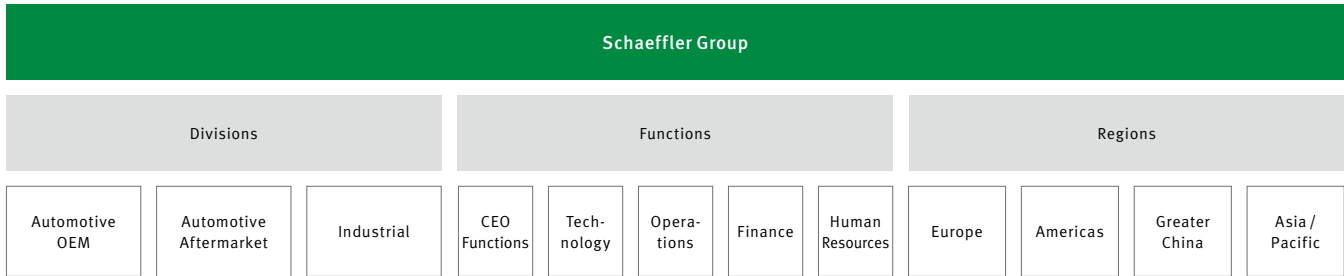 Schaeffler Group
Divisions
Functions
Regions
Automotive
OEM
Automotive
Aftermarket
Industrial
CEO
Functions
Tech-
nology
Opera-
tions
Finance
Human
Resources
Europe
Americas
Greater
China
Asia /
Pacific